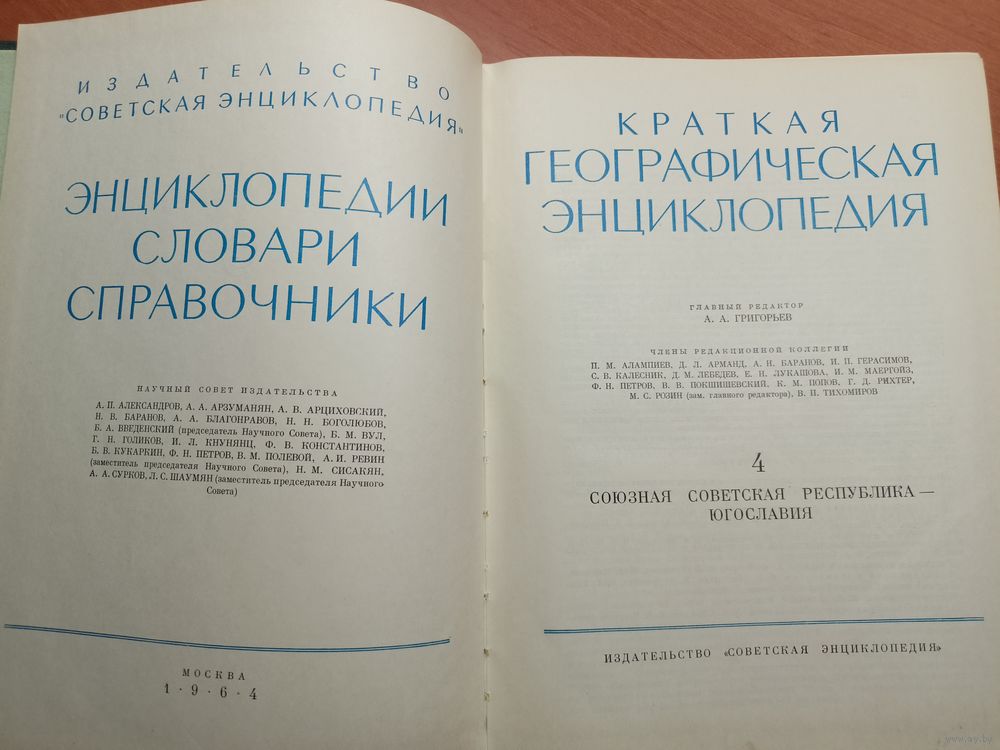 ИЗДАТЕЛЬСТВО
"СОВЕТСКАЯ ЭНЦИКЛОПЕДИЯ"
ЭНЦИКЛОПЕДИИ
СЛОВАРИ
СПРАВОЧНИКИ
НАУЧНЫЙ СОВЕТ ИЗДАТЕЛЬСТВА
А. П. АЛЕКСАНДРОВ, А. А. АРЗУМАНЯН, А. В. АРЦИХОВСКИЙ,
Н. В. БАРАНОВ, А. А. БЛАГОНРАВОВ, Н. Н. БОГОЛЮБОВ,
Б. А. ВВЕДЕНСКИЙ (председатель Научного Совета), Б. М. ВУЛ,
Г. Н. ГОЛИКОВ, И. Л. КНУНЯНЦ, Ф. В. КОНСТАНТИНОВ,
Б. В. КУКАРКИН, Ф. Н. ПЕТРОВ, В. М. ПОЛЕВОЙ, А. И. РЕВИН
(заместитель председателя Научного Совета), Н. М. СИСАКЯН,
А. А. СУРКОВ, Л. С. ШАУМЯН (заместитель председателя Научного
Совета)
МОСКВА
1 · 9 · 6 · 4
КРАТКАЯ
ГЕОГРАФИЧЕСКАЯ
ЭНЦИКЛОПЕДИЯ
ГЛАВНЫЙ РЕДАКТОР
А. А. ГРИГОРЬЕВ
ЧЛЕНЫ РЕДАКЦИОННОЙ КОЛЛЕГИИ
П. М. АЛАМПИЕВ, Д. Л. АРМАНД, А. Н. БАРАНОВ, И. П. ГЕРАСИМОВ,
С. В. КАЛЕСНИК, Д. М. ЛЕБЕДЕВ, Е. Н. ЛУКАШОВА, И. М. МАЕРГОЙЗ,
Ф. Н. ПЕТРОВ, В. В. ПОКШИШЕВСКИЙ, К. М. ПОПОВ, Г. Д. РИХТЕР,
М. С. РОЗИН (зам. главного редактора), В. П. ТИХОМИРОВ
4
СОЮЗНАЯ СОВЕТСКАЯ РЕСПУБЛИКА —
ЮГОСЛАВИЯ
ИЗДАТЕЛЬСТВО «СОВЕТСКАЯ ЭНЦИКЛОПЕДИЯ»
www.ay.by